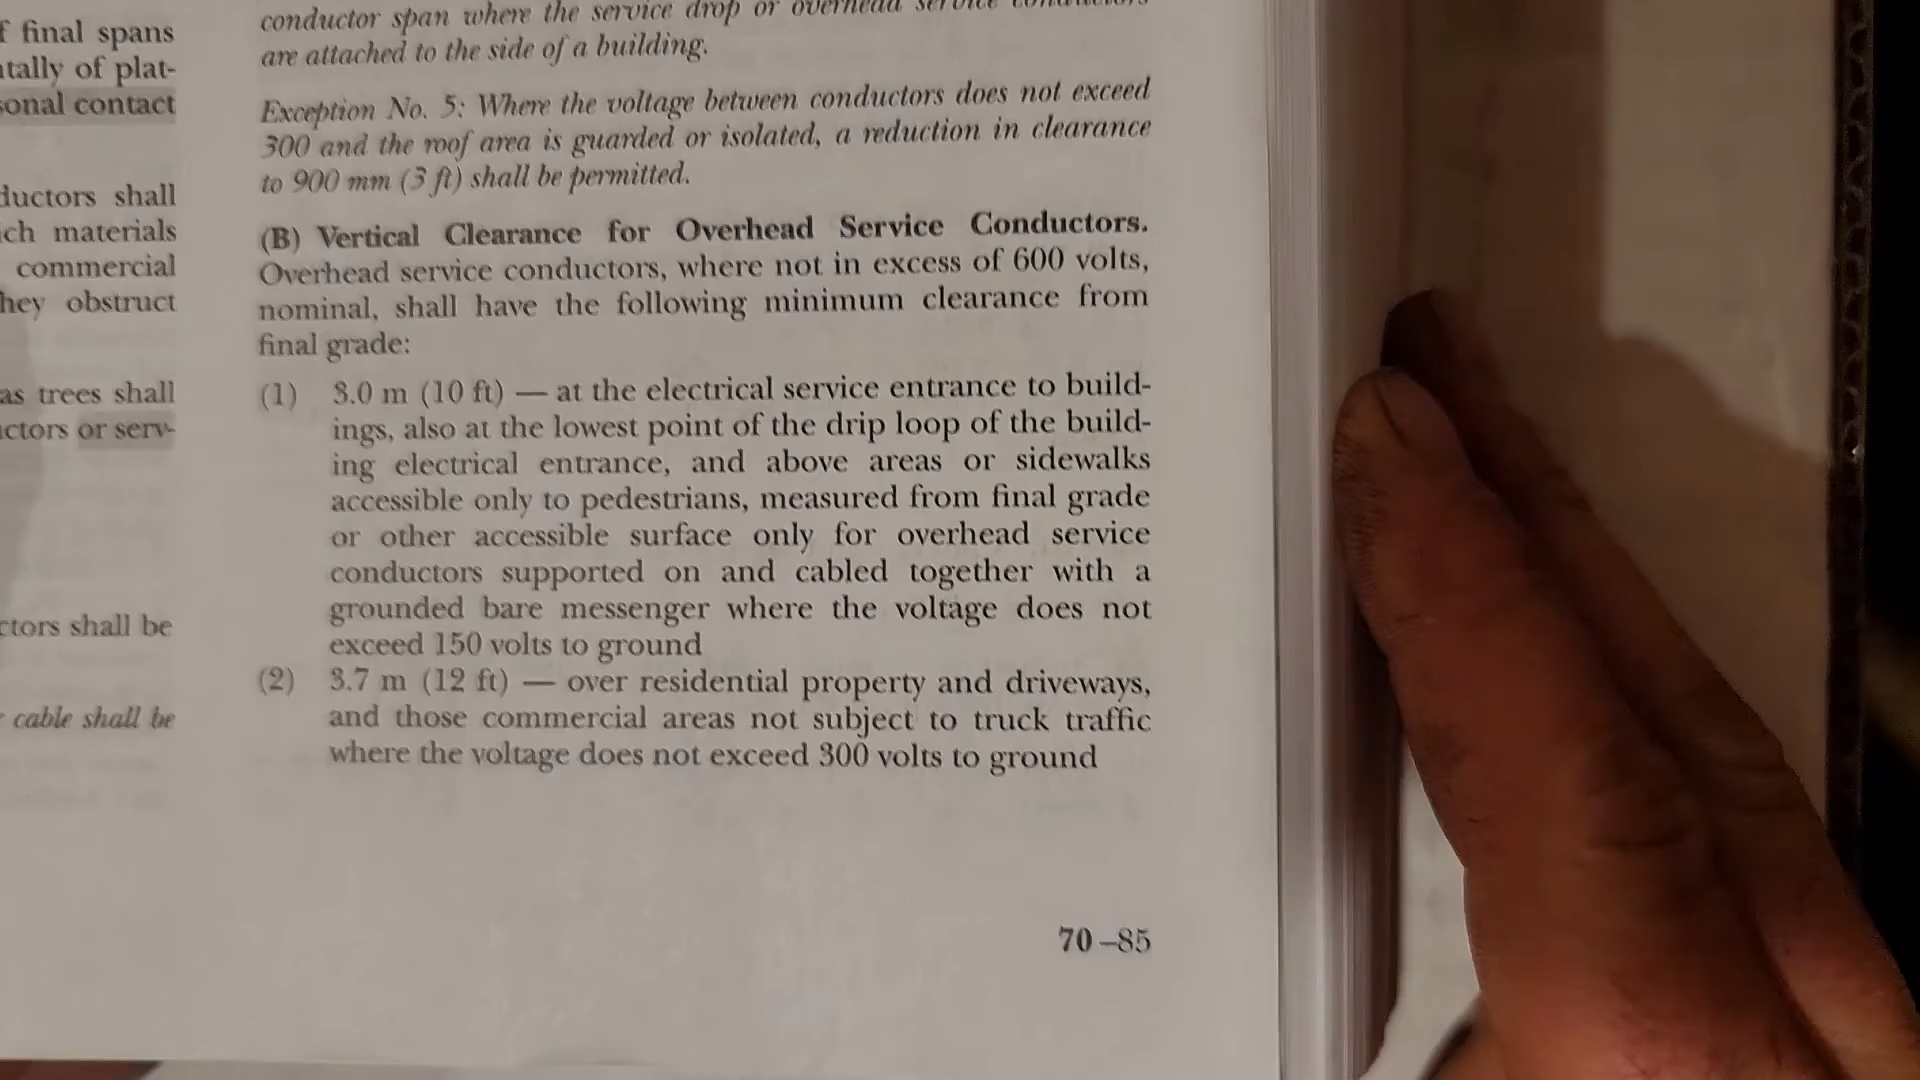 f final spans
tally of plat-
sonal contact
ductors shall
ich materials
commercial
hey obstruct
as trees shall
uctors or serv-
ctors shall be
cable shall be
conductor span where the service drop or overhead service conductors
are attached to the side of a building.
Exception No. 5: Where the voltage between conductors does not exceed
300 and the roof area is guarded or isolated, a reduction in clearance
to 900 mm (3 ft) shall be permitted.
(B) Vertical Clearance for Overhead Service Conductors.
Overhead service conductors, where not in excess of 600 volts,
nominal, shall have the following minimum clearance from
final grade:
(1) 3.0 m (10 ft) — at the electrical service entrance to build-
ings, also at the lowest point of the drip loop of the build-
ing electrical entrance, and above areas or sidewalks
accessible only to pedestrians, measured from final grade
or other accessible surface only for overhead service
conductors supported on and cabled together with a
grounded bare messenger where the voltage does not
exceed 150 volts to ground
(2) 3.7 m (12 ft) — over residential property and driveways,
and those commercial areas not subject to truck traffic
where the voltage does not exceed 300 volts to ground
70–85